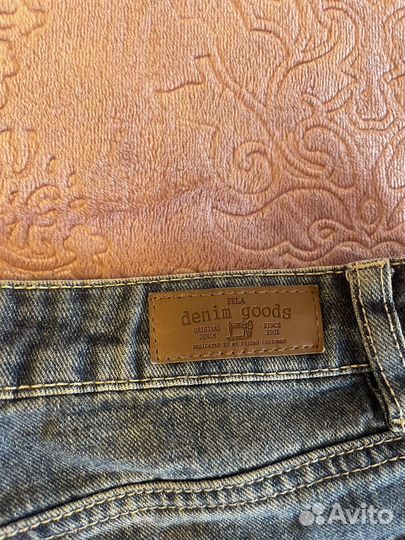 SELA
denim goods
ORIGINAL SINCE
DENIM 1991
DEDICATED TO MY FRIEND CUSTOMER
Avito